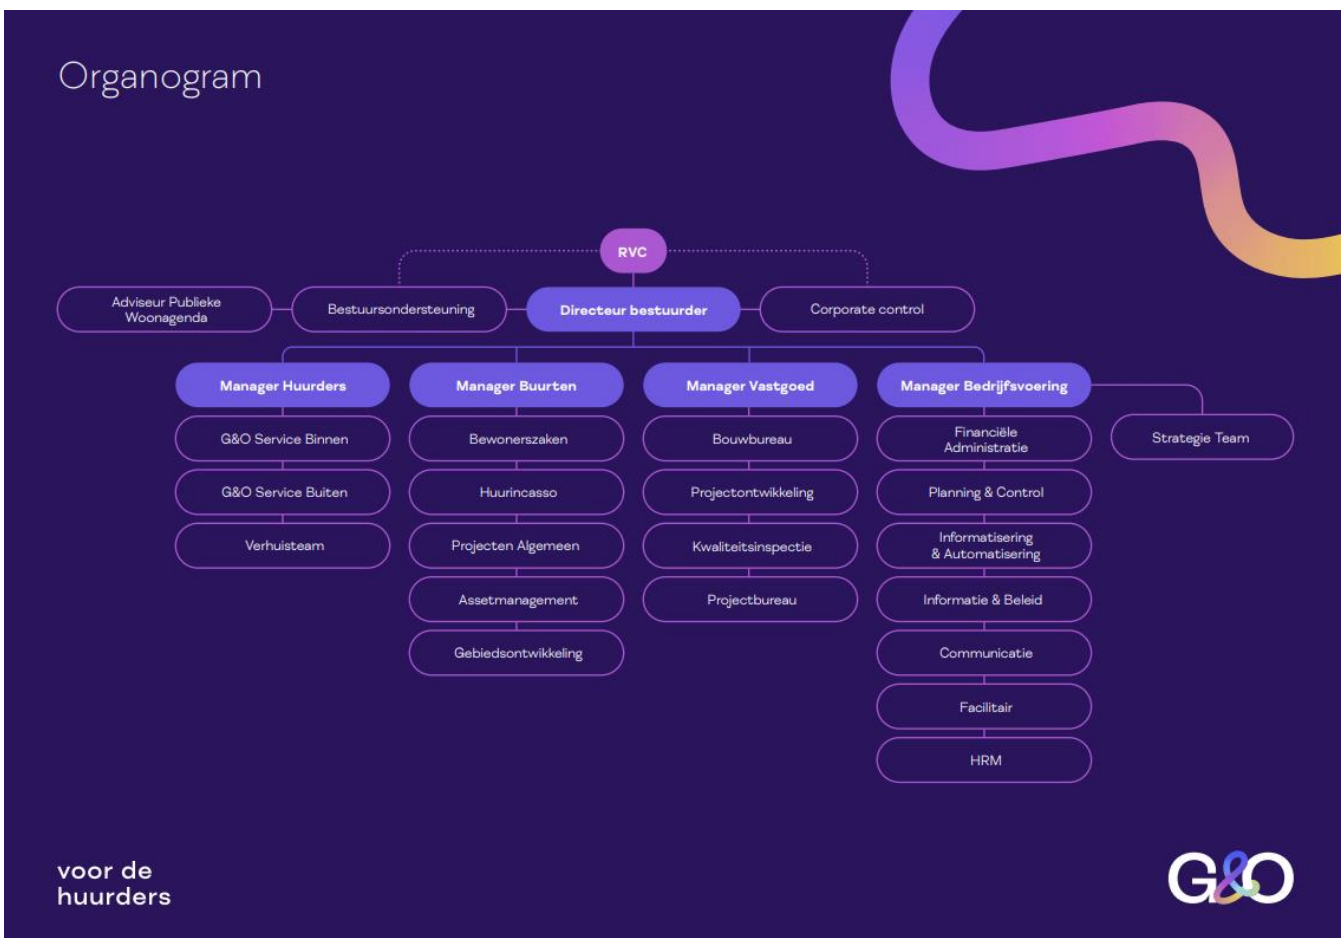 Organogram
RVC
Adviseur Publieke
Woonagenda
Bestuursondersteuning
Directeur bestuurder
Corporate control
Manager Huurders
G&O Service Binnen
G&O Service Buiten
Verhuisteam
Manager Buurten
Bewonerszaken
Huurincasso
Projecten Algemeen
Assetmanagement
Gebiedsontwikkeling
Manager Vastgoed
Bouwbureau
Projectontwikkeling
Kwaliteitsinspectie
Projectbureau
Manager Bedrijfsvoering
Financiële
Administratie
Planning & Control
Informatisering
& Automatisering
Informatie & Beleid
Communicatie
Facilitair
HRM
Strategie Team
voor de
huurders
G&O